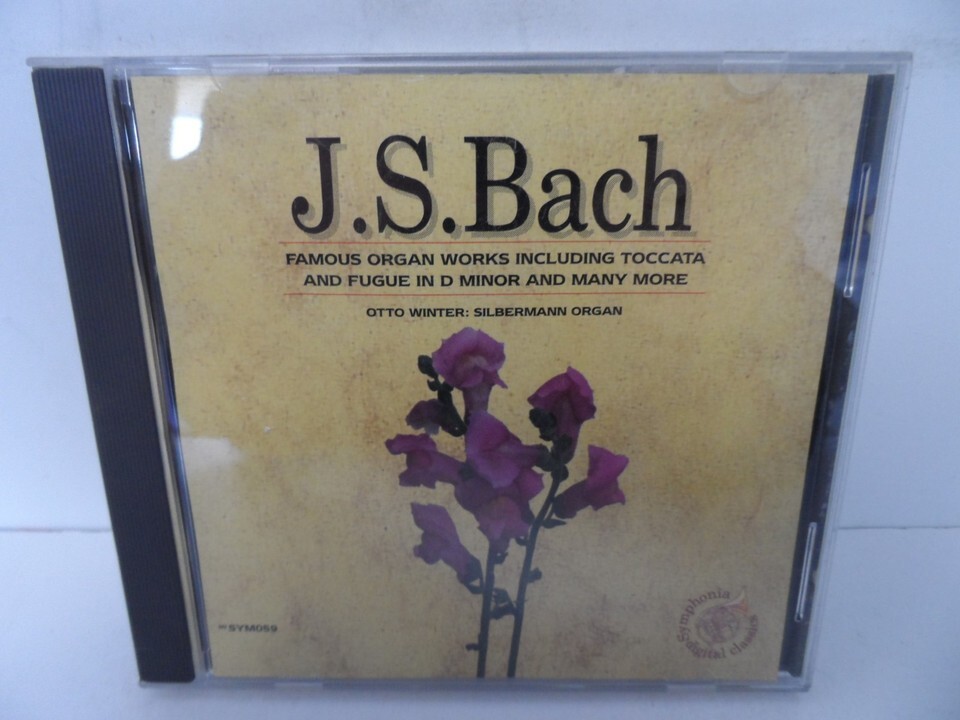 J.S.Bach
FAMOUS ORGAN WORKS INCLUDING TOCCATA
AND FUGUE IN D MINOR AND MANY MORE
OTTO WINTER: SILBERMANN ORGAN
SYM059
Symphonia
digital classics